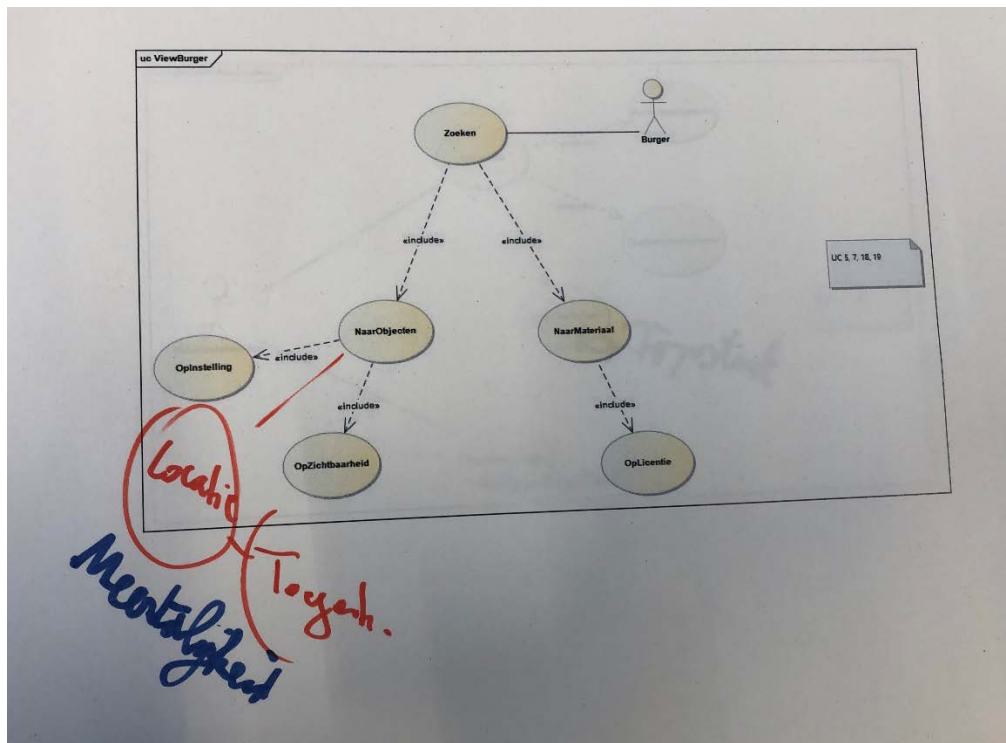 uc ViewBurger
Zoeken
Burger
«include»
«include»
UC 5, 7, 18, 19
NaarObjecten
NaarMateriaal
«include»
OpInstelling
«include»
«include»
OpZichtbaarheid
OpLicentie
Locatie
Toegank.
Meertaligheid